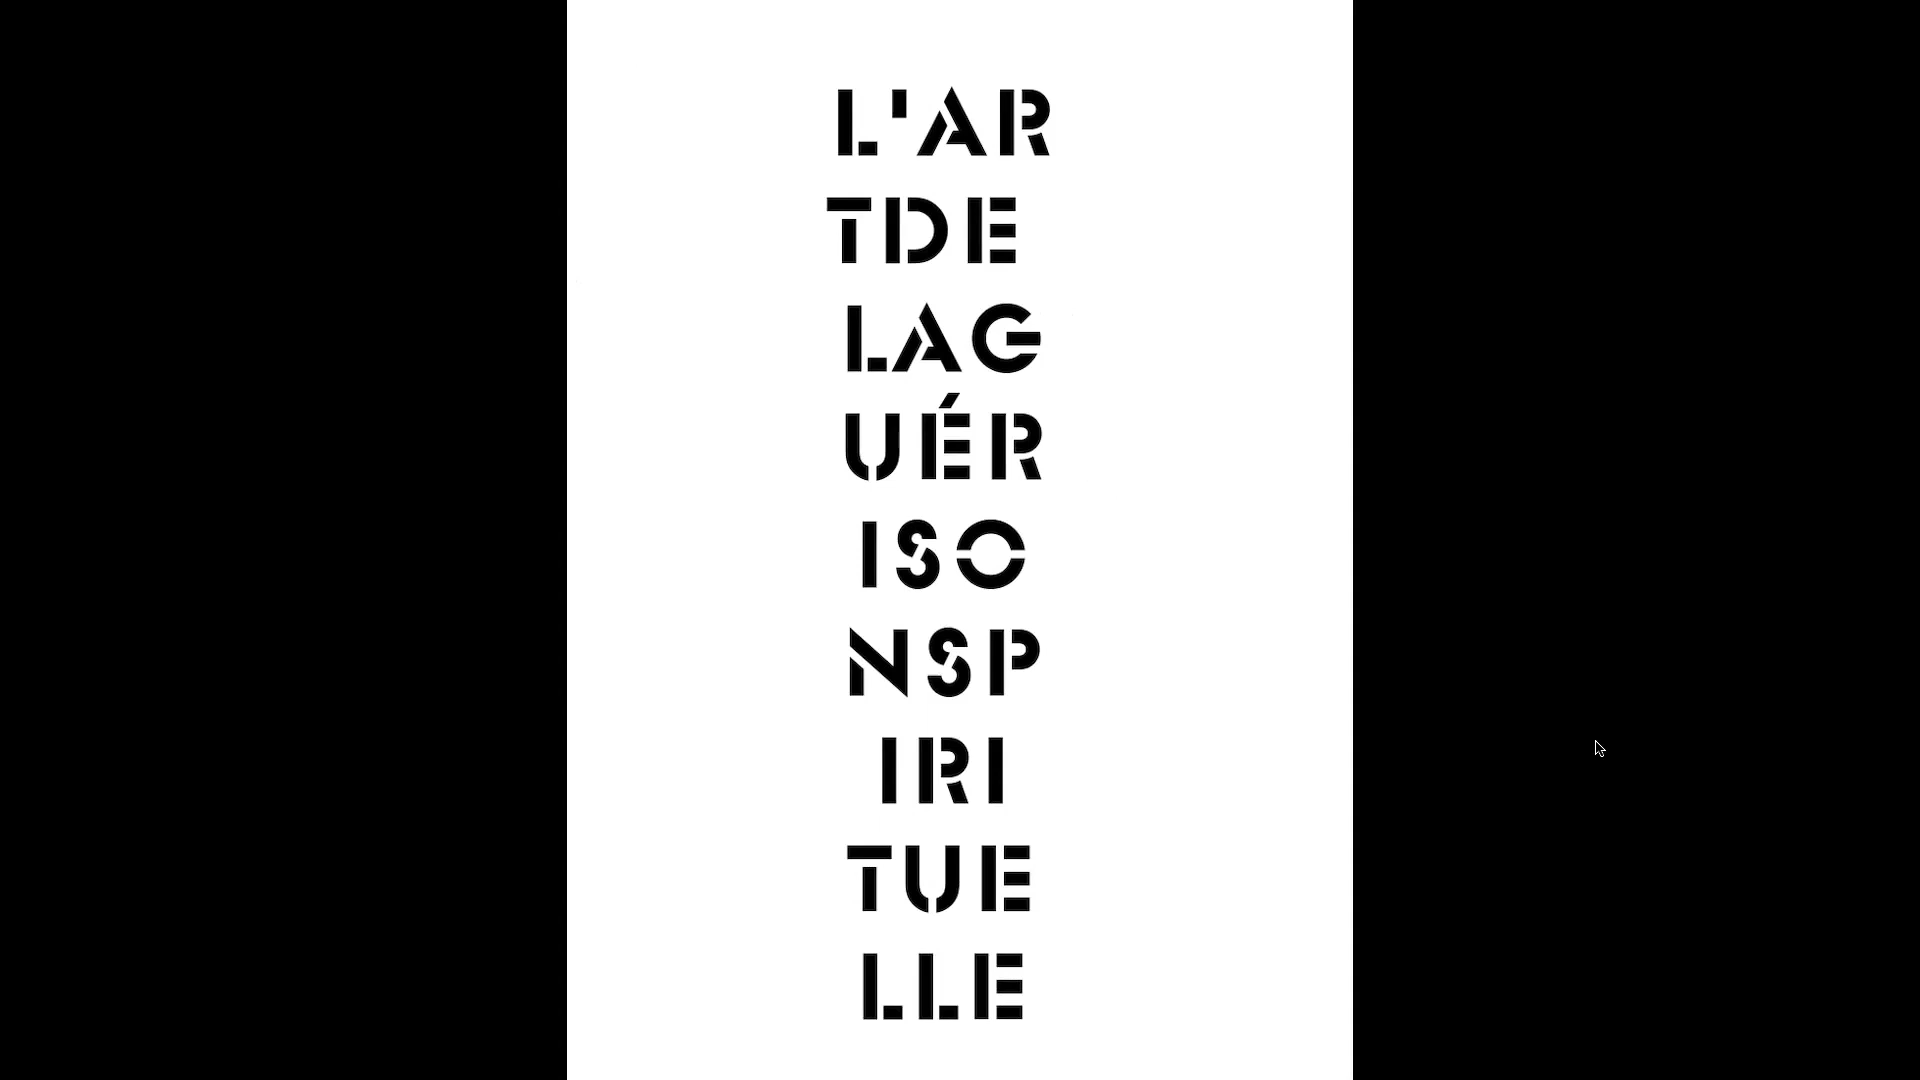 L'AR
TDE
LAG
UÉR
ISO
NSP
IRI
TUE
LLE